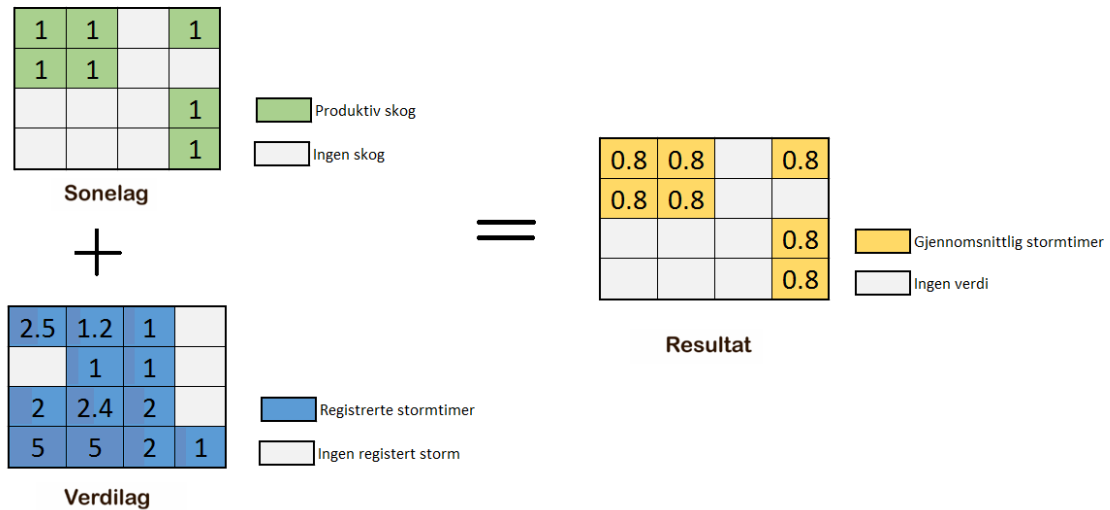 1 1 1
1 1
1
1
Produktiv skog
Ingen skog
Sonelag
+
2.5 1.2 1
1 1
2 2.4 2
5 5 2 1
Registrerte stormtimer
Ingen registert storm
Verdilag
=
0.8 0.8 0.8
0.8 0.8
0.8
0.8
Gjennomsnittlig stormtimer
Ingen verdi
Resultat